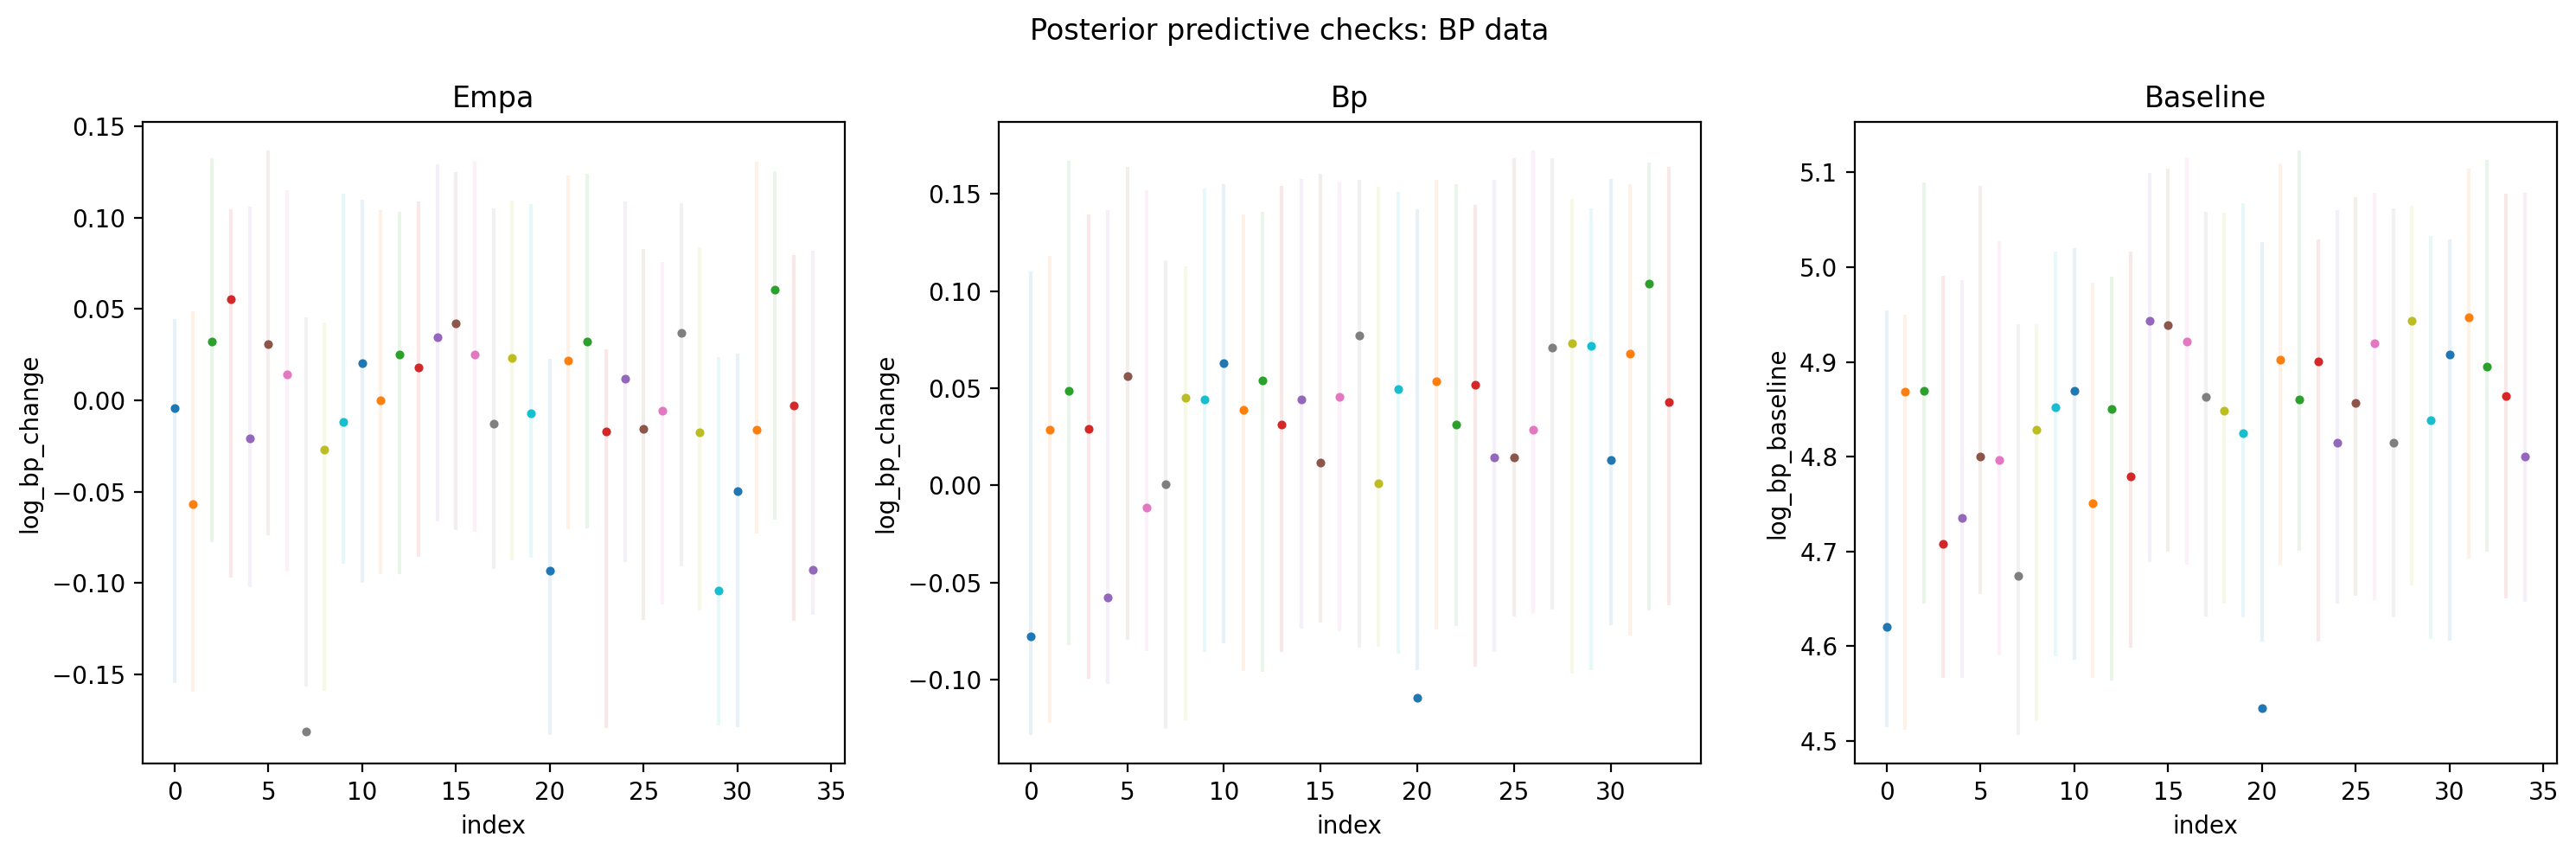 Posterior predictive checks: BP data
Empa
0.15
0.10
0.05
0.00
−0.05
−0.10
−0.15
log_bp_change
0 5 10 15 20 25 30 35
index
Bp
0.15
0.10
0.05
0.00
−0.05
−0.10
log_bp_change
0 5 10 15 20 25 30
index
Baseline
5.1
5.0
4.9
4.8
4.7
4.6
4.5
log_bp_baseline
0 5 10 15 20 25 30 35
index